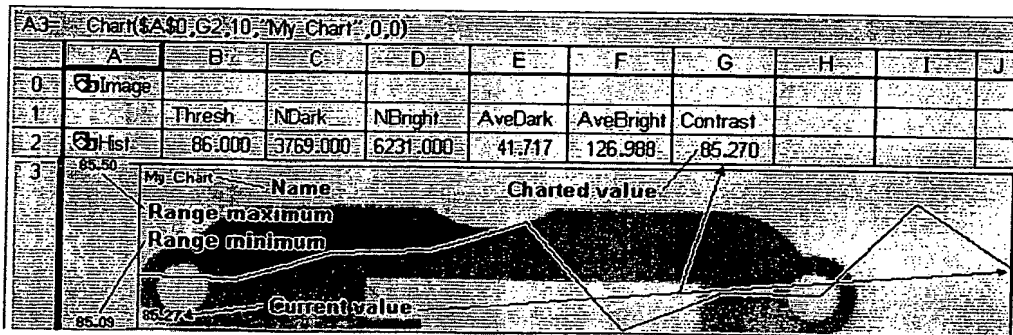 A3 Chart($A$0,G2,10,"My Chart",0,0)
A B C D E F G H I J
0 Image
1 Thresh NDark NBright AveDark AveBright Contrast
2 Hist 86.000 3769.000 6231.000 41.717 126.988 85.270
3 85.50 My Chart Name Charted value
Range maximum
Range minimum
Current value
85.09 85.274